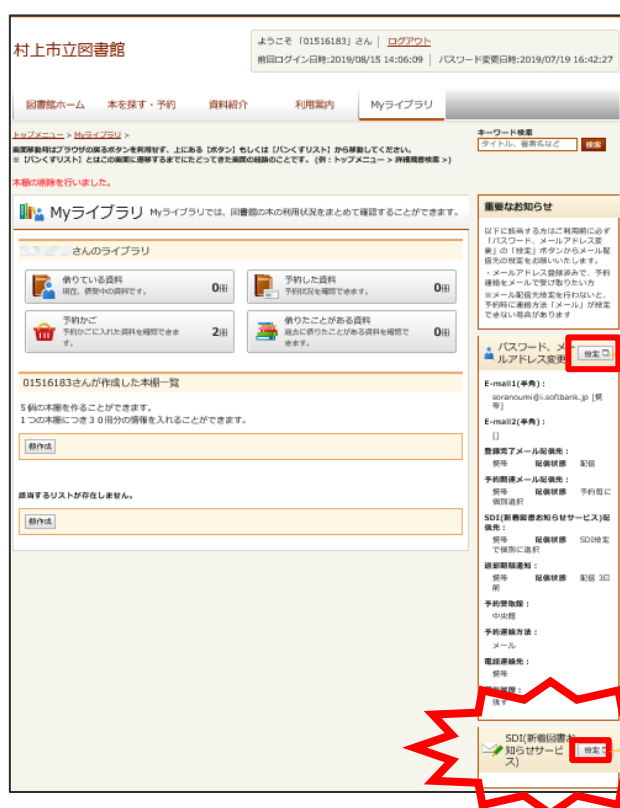 村上市立図書館
ようこそ「01516183」さん | ログアウト
前回ログイン日時:2019/08/15 14:06:09 | パスワード変更日時:2019/07/19 16:42:27
図書館ホーム 本を探す・予約 資料紹介 利用案内 Myライブラリ
トップメニュー > Myライブラリ >
画面移動時はブラウザの戻るボタンを利用せず、上にある【ボタン】もしくは【パンくずリスト】から移動してください。
※【パンくずリスト】とはこの画面に遷移するまでにたどってきた画面の経路のことです。(例：トップメニュー > 詳細蔵書検索 >)
キーワード検索
タイトル、著者名など 検索
本棚の削除を行いました。
Myライブラリ Myライブラリでは、図書館の本の利用状況をまとめて確認することができます。
さんのライブラリ
借りている資料
現在、貸受中の資料です。
0冊
予約した資料
予約状況を確認できます。
0冊
予約かご
予約かごに入れた資料を確認できま
す。
2冊
借りたことがある資料
過去に借りたことがある資料を確認で
きます。
0冊
01516183さんが作成した本棚一覧
5個の本棚を作ることができます。
1つの本棚につき30冊分の情報を入れることができます。
棚作成
該当するリストが存在しません。
棚作成
重要なお知らせ
以下に該当する方はご利用前に必ず
「パスワード、メールアドレス変
更」の「設定」ボタンからメール配
信先の設定をお願いいたします。
・メールアドレス登録済みで、予約
連絡をメールで受け取りたい方
※メール配信先設定を行わないと、
予約時に連絡方法「メール」が設定
できない場合があります
パスワード、メー
ルアドレス変更
設定
E-mail1(半角)：
soranoumi@i.softbank.jp [携
帯]
E-mail2(半角)：
[]
登録完了メール配信先：
携帯 配信状態 配信
予約関連メール配信先：
携帯 配信状態 予約毎に
個別選択
SDI(新着図書お知らせサービス)配
信先：
携帯 配信状態 SDI設定
で個別に選択
返却期限通知：
携帯 配信状態 配信 3日
前
予約受取館：
中央館
予約連絡方法：
メール
電話連絡先：
携帯
残す
SDI(新着図書お
知らせサービ
ス)
設定